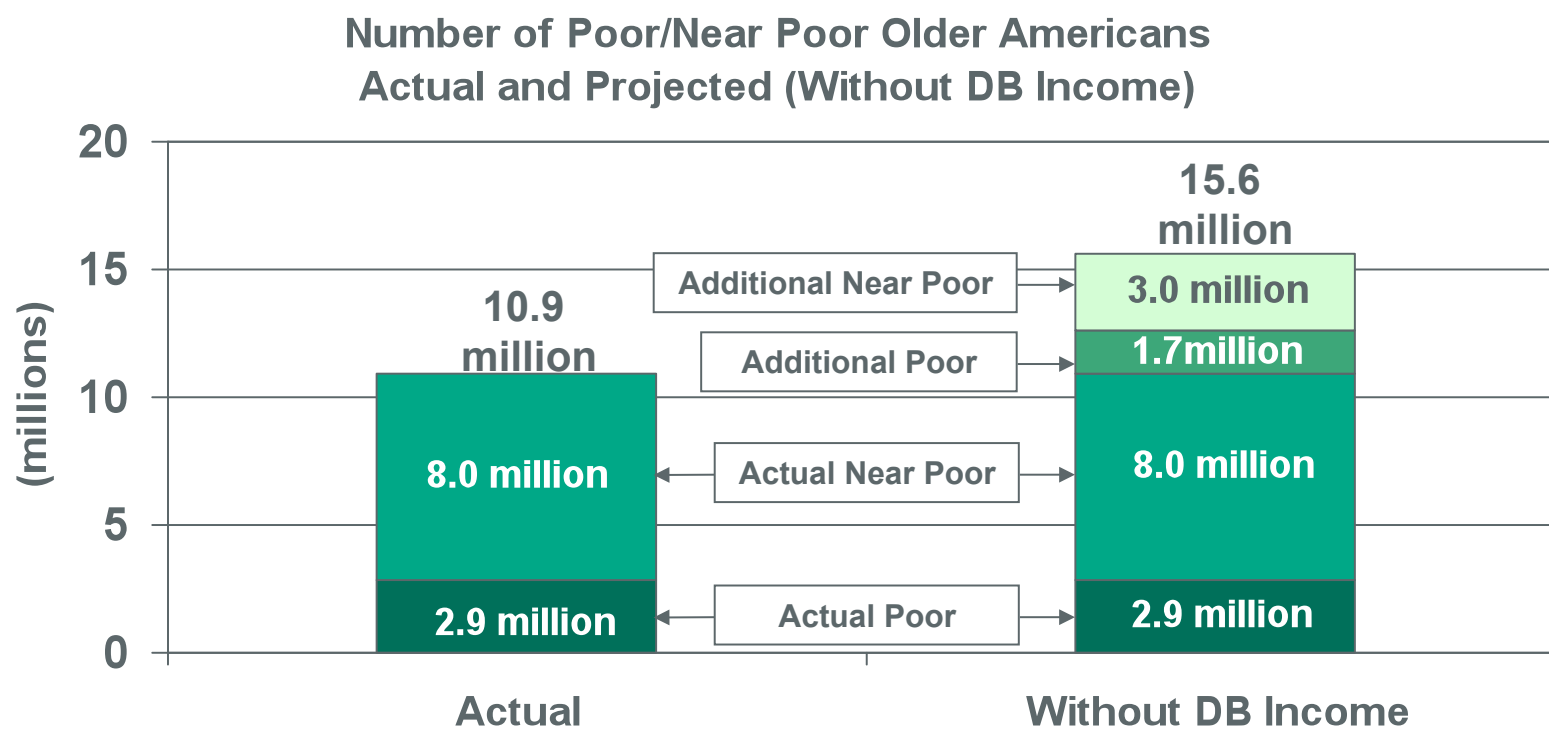 Number of Poor/Near Poor Older Americans
Actual and Projected (Without DB Income)
20
15
10
5
0
(millions)
10.9
million
8.0 million
2.9 million
Additional Near Poor
Additional Poor
Actual Near Poor
Actual Poor
15.6
million
3.0 million
1.7million
8.0 million
2.9 million
Actual
Without DB Income